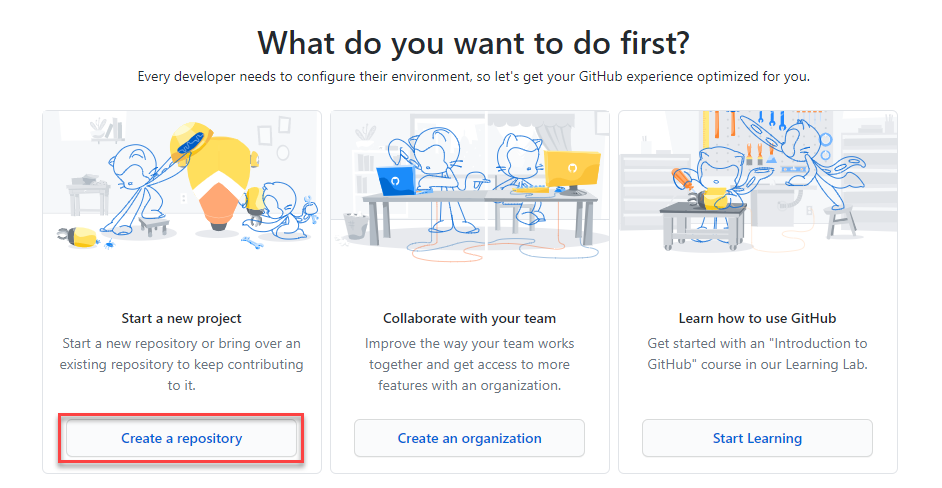 What do you want to do first?
Every developer needs to configure their environment, so let's get your GitHub experience optimized for you.
Start a new project
Start a new repository or bring over an
existing repository to keep contributing
to it.
Create a repository
Collaborate with your team
Improve the way your team works
together and get access to more
features with an organization.
Create an organization
Learn how to use GitHub
Get started with an "Introduction to
GitHub" course in our Learning Lab.
Start Learning